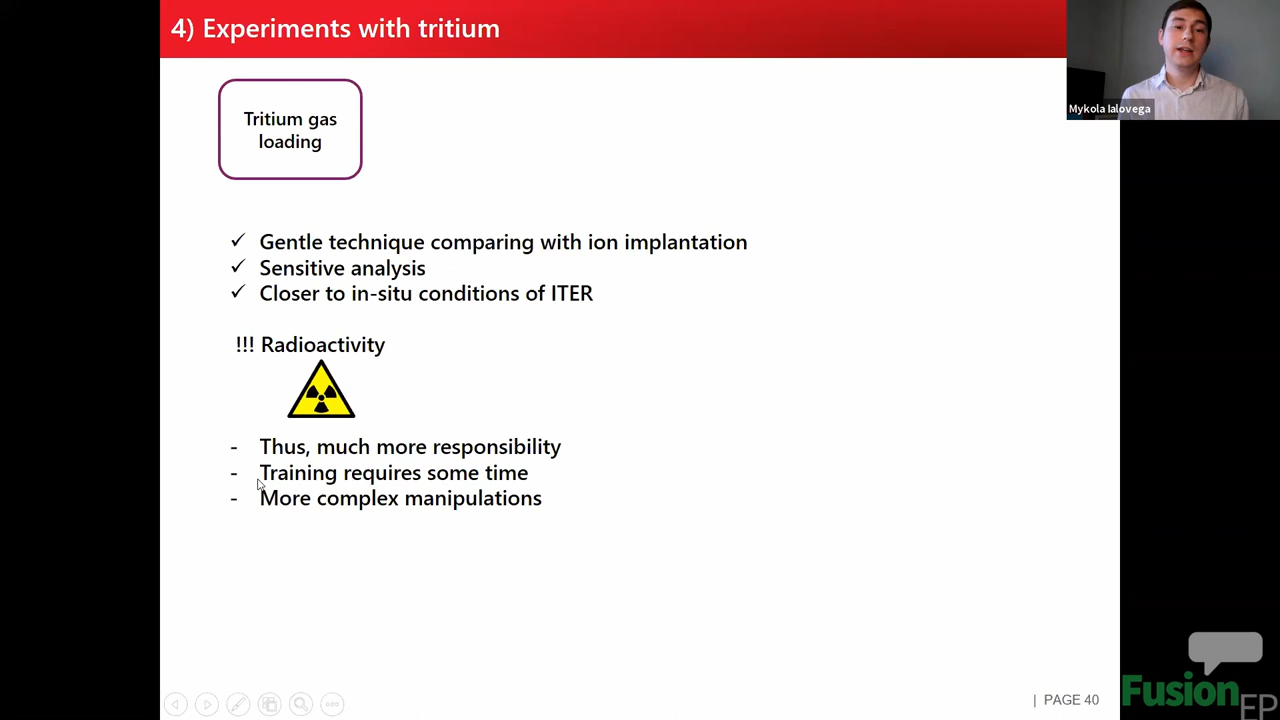 4) Experiments with tritium
Mykola Ialovega
Tritium gas
loading
✓ Gentle technique comparing with ion implantation
✓ Sensitive analysis
✓ Closer to in-situ conditions of ITER
!!! Radioactivity
- Thus, much more responsibility
- Training requires some time
- More complex manipulations
| PAGE 40
Fusion
EP